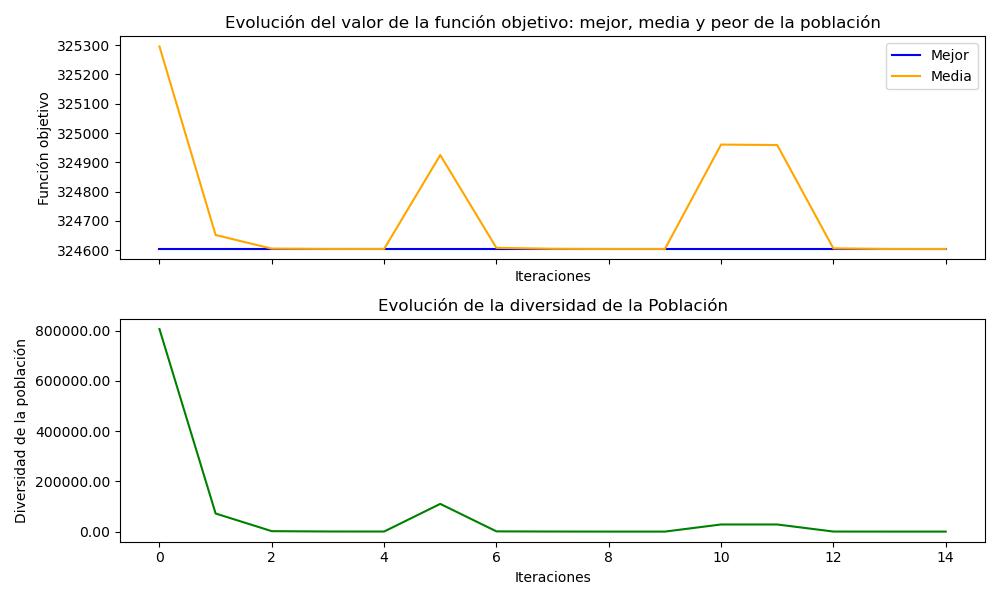 Evolución del valor de la función objetivo: mejor, media y peor de la población
Función objetivo
325300
325200
325100
325000
324900
324800
324700
324600
Mejor
Media
Iteraciones
Evolución de la diversidad de la Población
Diversidad de la población
800000.00
600000.00
400000.00
200000.00
0.00
0 2 4 6 8 10 12 14
Iteraciones